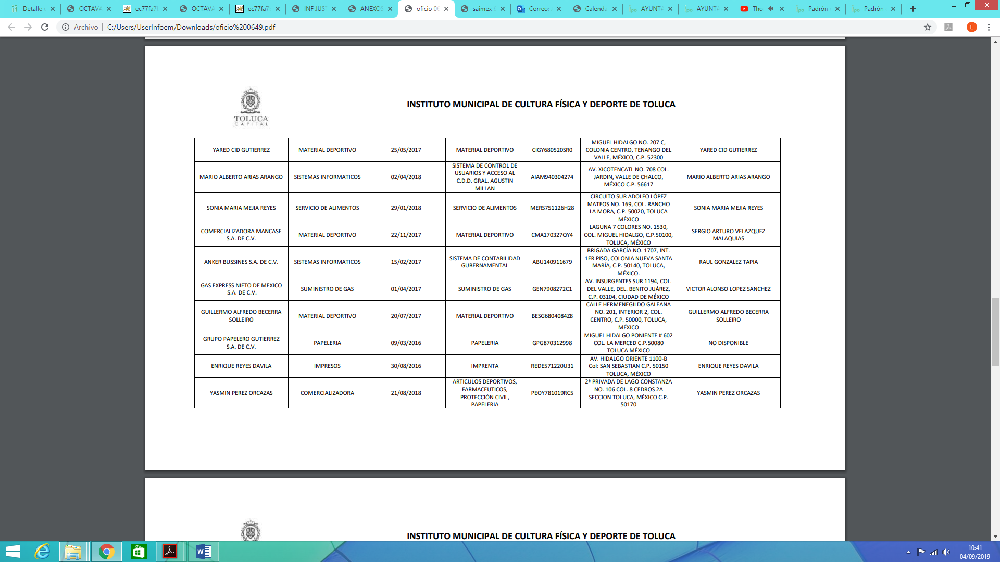 Detalle
OCTAVA
ec77fa7
OCTAVA
ec77fa7
INF JUST
ANEXOS
oficio 06
saimex 6
Correo:
Calenda
AYUNTA
AYUNTA
Tho
Padrón
Padrón
Archivo
C:/Users/UserInfoem/Downloads/oficio%200649.pdf
L
TOLUCA
CAPITAL
INSTITUTO MUNICIPAL DE CULTURA FÍSICA Y DEPORTE DE TOLUCA
YARED CID GUTIERREZ
MATERIAL DEPORTIVO
25/05/2017
MATERIAL DEPORTIVO
CIGY680520SR0
MIGUEL HIDALGO NO. 207 C,
COLONIA CENTRO, TENANGO DEL
VALLE, MÉXICO, C.P. 52300
YARED CID GUTIERREZ
MARIO ALBERTO ARIAS ARANGO
SISTEMAS INFORMATICOS
02/04/2018
SISTEMA DE CONTROL DE
USUARIOS Y ACCESO AL
C.D.D. GRAL. AGUSTIN
MILLAN
AIAM940304274
AV. XICOTENCATL NO. 708 COL.
JARDIN, VALLE DE CHALCO,
MÉXICO C.P. 56617
MARIO ALBERTO ARIAS ARANGO
SONIA MARIA MEJIA REYES
SERVICIO DE ALIMENTOS
29/01/2018
SERVICIO DE ALIMENTOS
MERS751126H28
CIRCUITO SUR ADOLFO LÓPEZ
MATEOS NO. 169, COL. RANCHO
LA MORA, C.P. 50020, TOLUCA
MÉXICO
SONIA MARIA MEJIA REYES
COMERCIALIZADORA MANCASE
S.A. DE C.V.
MATERIAL DEPORTIVO
22/11/2017
MATERIAL DEPORTIVO
CMA170327QY4
LAGUNA 7 COLORES NO. 1530,
COL. MIGUEL HIDALGO, C.P.50100,
TOLUCA, MÉXICO
SERGIO ARTURO VELAZQUEZ
MALAQUIAS
ANKER BUSSINES S.A. DE C.V.
SISTEMAS INFORMATICOS
15/02/2017
SISTEMA DE CONTABILIDAD
GUBERNAMENTAL
ABU140911679
BRIGADA GARCÍA NO. 1707, INT.
1ER PISO, COLONIA NUEVA SANTA
MARÍA, C.P. 50140, TOLUCA,
MÉXICO.
RAUL GONZALEZ TAPIA
GAS EXPRESS NIETO DE MEXICO
S.A. DE C.V.
SUMINISTRO DE GAS
01/04/2017
SUMINISTRO DE GAS
GEN7908272C1
AV. INSURGENTES SUR 1194, COL.
DEL VALLE, DEL. BENITO JUÁREZ,
C.P. 03104, CIUDAD DE MÉXICO
VICTOR ALONSO LOPEZ SANCHEZ
GUILLERMO ALFREDO BECERRA
SOLLEIRO
MATERIAL DEPORTIVO
20/07/2017
MATERIAL DEPORTIVO
BESG6804084Z8
CALLE HERMENEGILDO GALEANA
NO. 201, INTERIOR 2, COL.
CENTRO, C.P. 50000, TOLUCA,
MÉXICO
GUILLERMO ALFREDO BECERRA
SOLLEIRO
GRUPO PAPELERO GUTIERREZ
S.A. DE C.V.
PAPELERIA
09/03/2016
PAPELERIA
GPG870312998
MIGUEL HIDALGO PONIENTE # 602
COL. LA MERCED C.P.50080
TOLUCA MÉXICO
NO DISPONIBLE
ENRIQUE REYES DAVILA
IMPRESOS
30/08/2016
IMPRENTA
REDE571220U31
AV. HIDALGO ORIENTE 1100-B
Col: SAN SEBASTIAN C.P. 50150
TOLUCA, MÉXICO
ENRIQUE REYES DAVILA
YASMIN PEREZ ORCAZAS
COMERCIALIZADORA
21/08/2018
ARTICULOS DEPORTIVOS,
FARMACEUTICOS,
PROTECCIÓN CIVIL,
PAPELERIA
PEOY781019RC5
2ª PRIVADA DE LAGO CONSTANZA
NO. 106 COL. 8 CEDROS 2A
SECCION TOLUCA, MÉXICO C.P.
50170
YASMIN PEREZ ORCAZAS
INSTITUTO MUNICIPAL DE CULTURA FÍSICA Y DEPORTE DE TOLUCA
10:41
04/09/2019